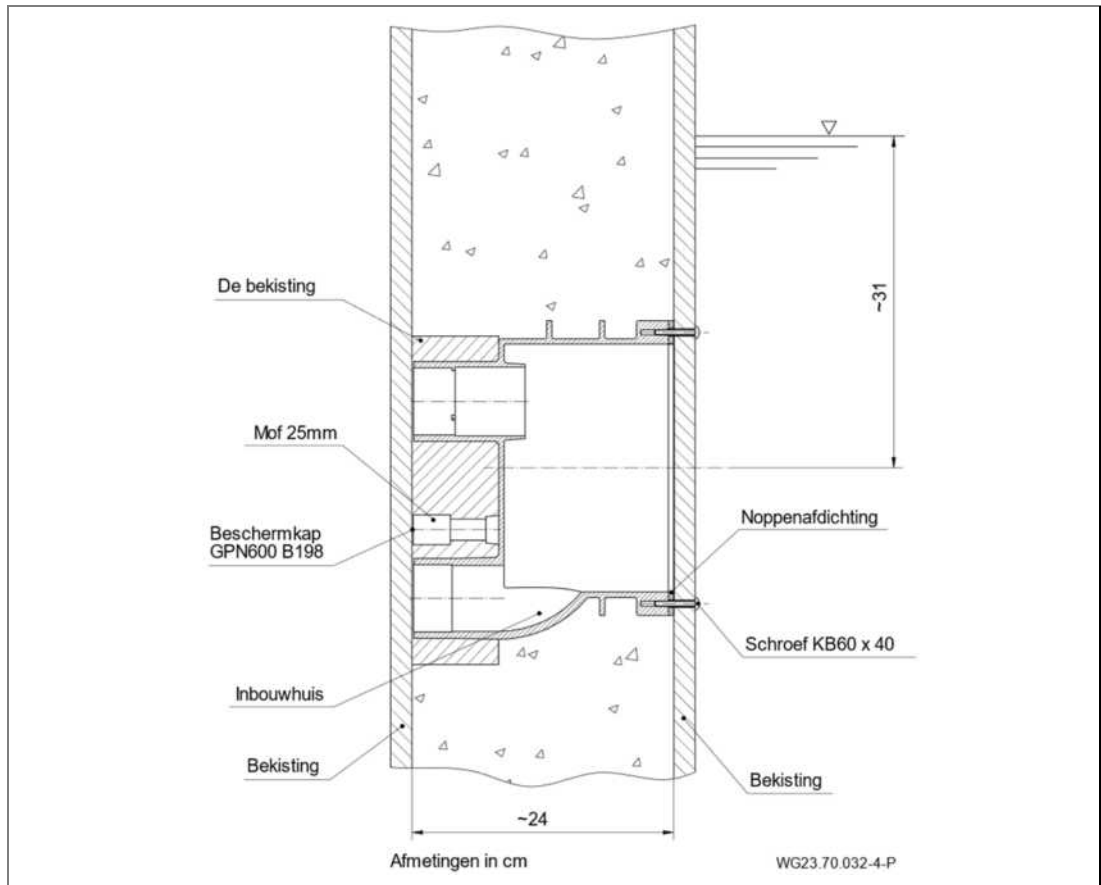 De bekisting
~31
Mof 25mm
Noppenafdichting
Beschermkap
GPN600 B198
Schroef KB60 x 40
Inbouwhuis
Bekisting
Bekisting
~24
Afmetingen in cm
WG23.70.032-4-P